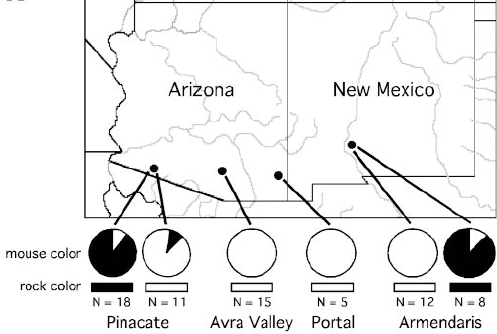 Arizona
New Mexico
mouse color
rock color
N = 18
N = 11
N = 15
N = 5
N = 12
N = 8
Pinacate
Avra Valley
Portal
Armendaris